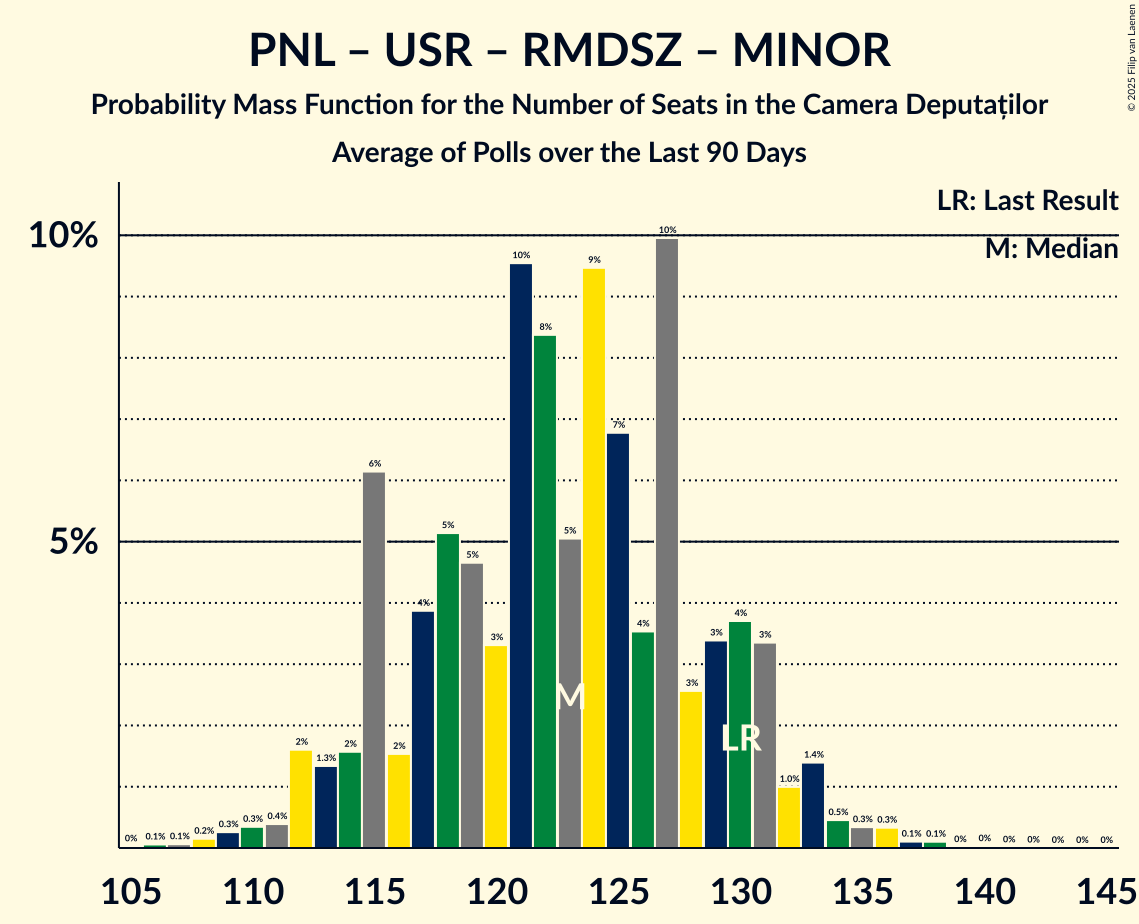 PNL – USR – RMDSZ – MINOR
Probability Mass Function for the Number of Seats in the Camera Deputaților
Average of Polls over the Last 90 Days
© 2025 Filip van Laenen
LR: Last Result
M: Median
10%
5%
0% 0.1% 0.1% 0.2% 0.3% 0.3% 0.4% 2% 1.3% 2% 6% 2% 4% 5% 5% 3% 10% 8% 5% 9% 7% 4% 10% 3% 3% 4% 3% 1.0% 1.4% 0.5% 0.3% 0.3% 0.1% 0.1% 0% 0% 0% 0% 0% 0% 0%
M
LR
105 110 115 120 125 130 135 140 145